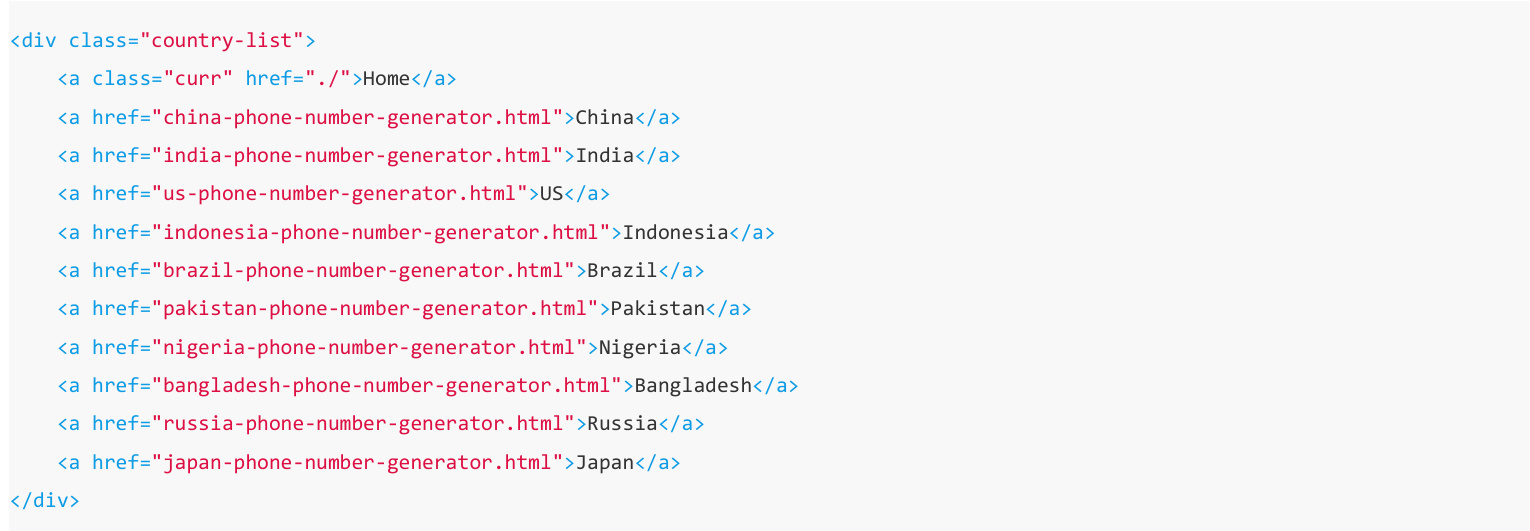 <div class="country-list">
    <a class="curr" href="./">Home</a>
    <a href="china-phone-number-generator.html">China</a>
    <a href="india-phone-number-generator.html">India</a>
    <a href="us-phone-number-generator.html">US</a>
    <a href="indonesia-phone-number-generator.html">Indonesia</a>
    <a href="brazil-phone-number-generator.html">Brazil</a>
    <a href="pakistan-phone-number-generator.html">Pakistan</a>
    <a href="nigeria-phone-number-generator.html">Nigeria</a>
    <a href="bangladesh-phone-number-generator.html">Bangladesh</a>
    <a href="russia-phone-number-generator.html">Russia</a>
    <a href="japan-phone-number-generator.html">Japan</a>
</div>